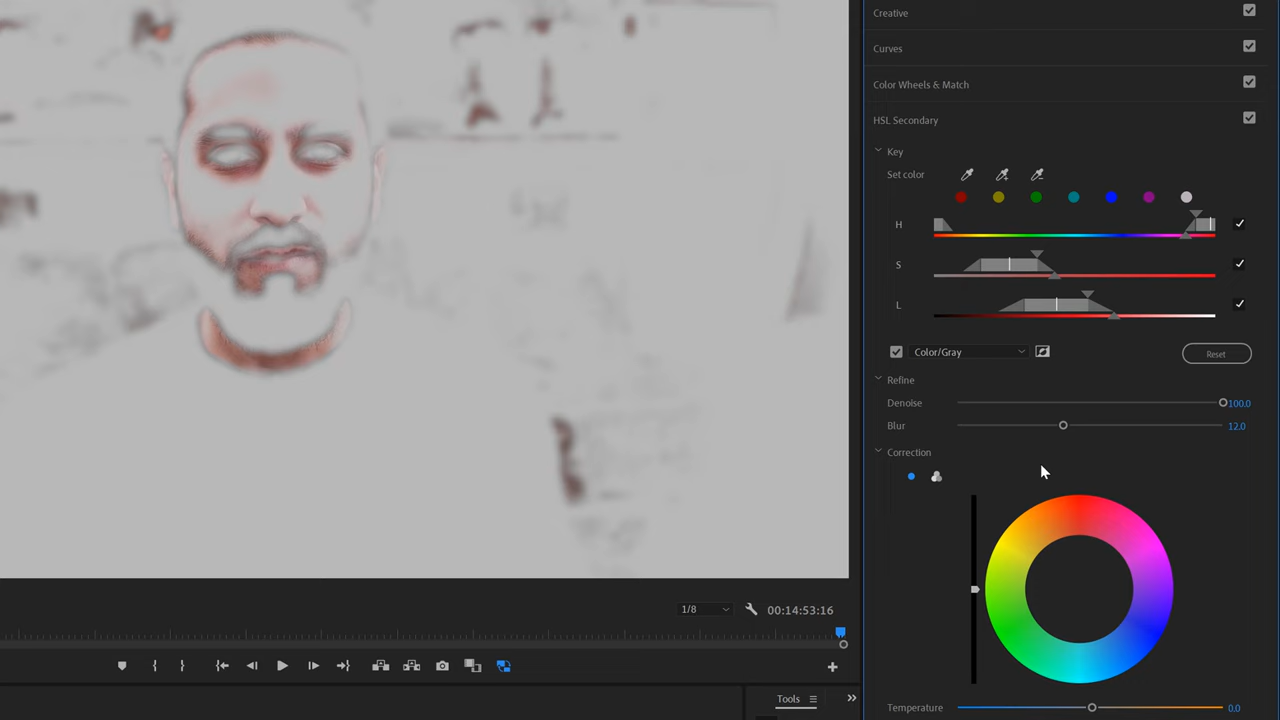 Creative
Curves
Color Wheels & Match
HSL Secondary
Key
Set color
H
S
L
Color/Gray
Reset
Refine
Denoise 100.0
Blur 12.0
Correction
1/8 00:14:53:16
Tools
Temperature 0.0